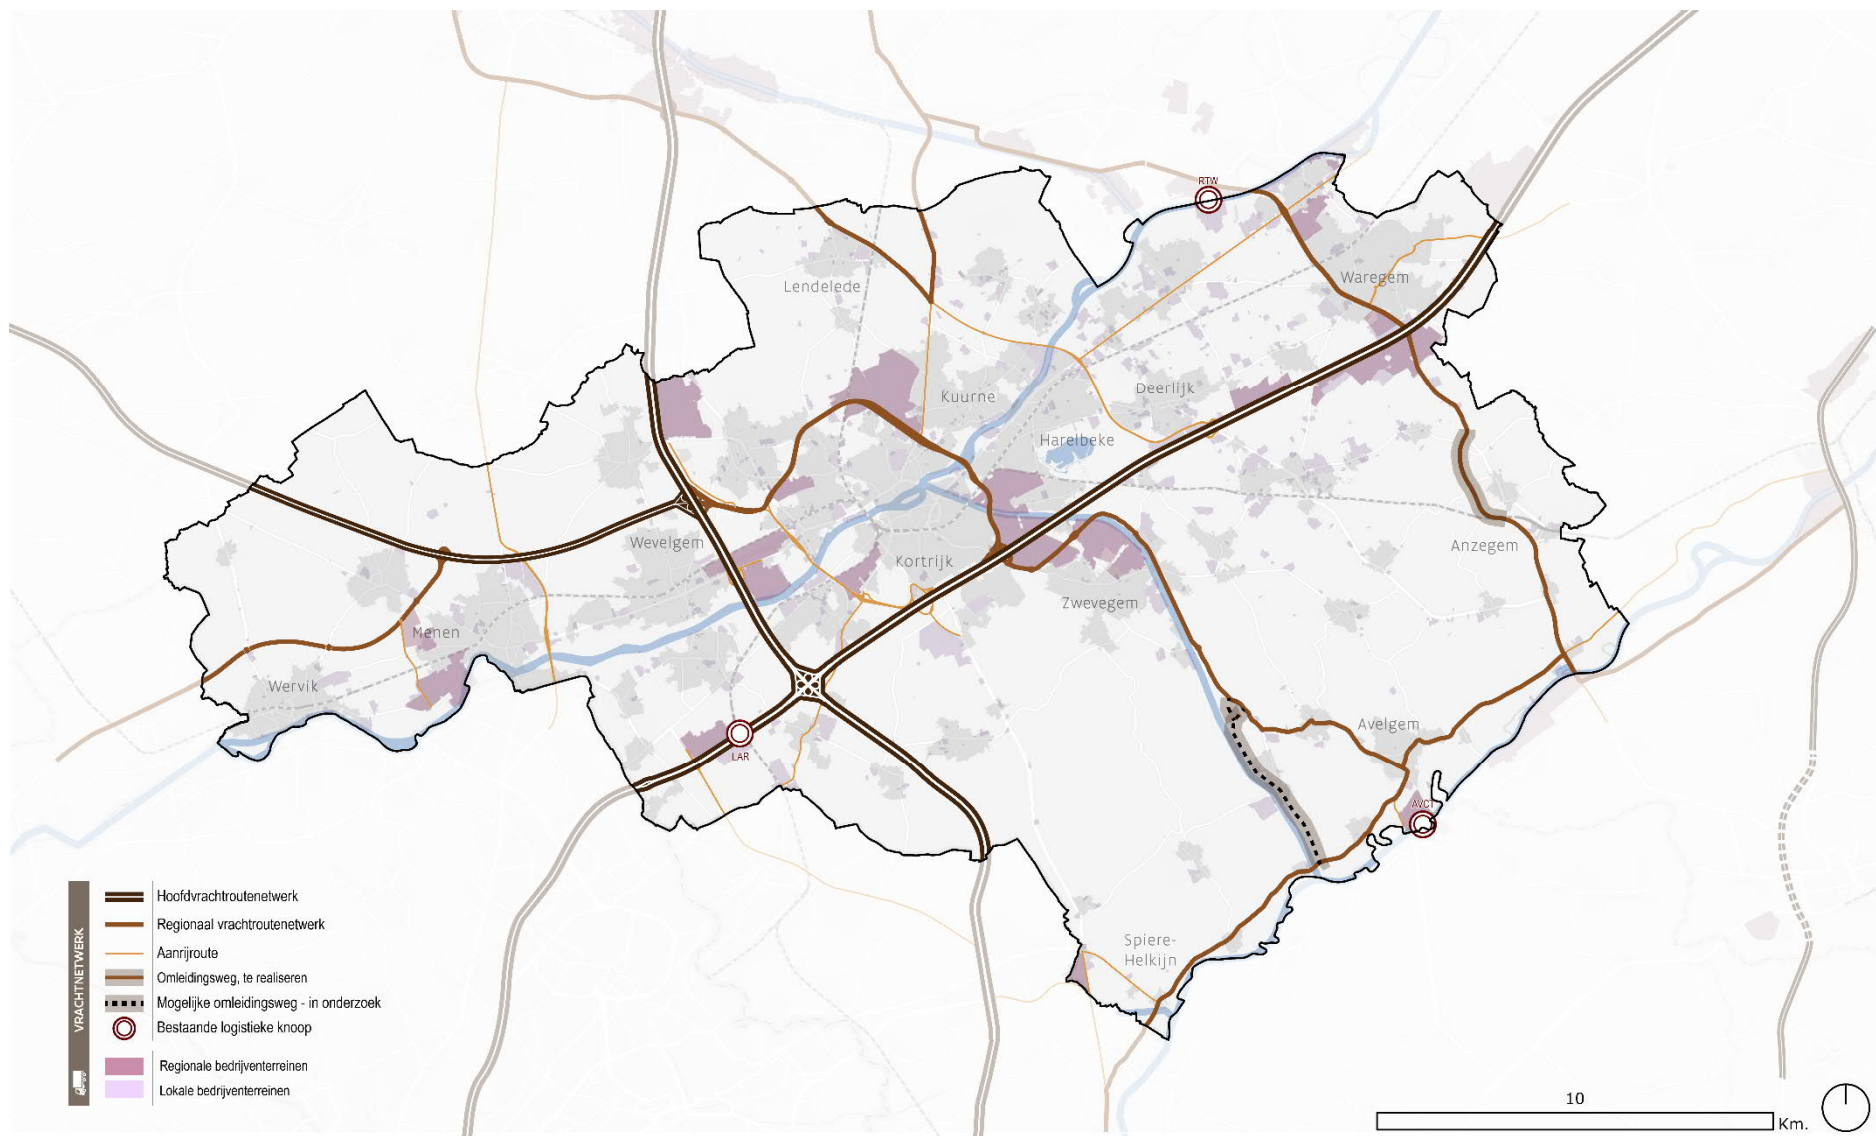 RTW
Waregem
Lendelede
Deerlijk
Kuurne
Harelbeke
Wevelgem
Anzegem
Kortrijk
Zwevegem
Menen
Wervik
Avelgem
LAR
AVCT
Spiere-
Helkijn
VRACHTNETWERK
Hoofdvrachtroutenetwerk
Regionaal vrachtroutenetwerk
Aanrijroute
Omleidingsweg, te realiseren
Mogelijke omleidingsweg - in onderzoek
Bestaande logistieke knoop
Regionale bedrijventerreinen
Lokale bedrijventerreinen
10
Km.